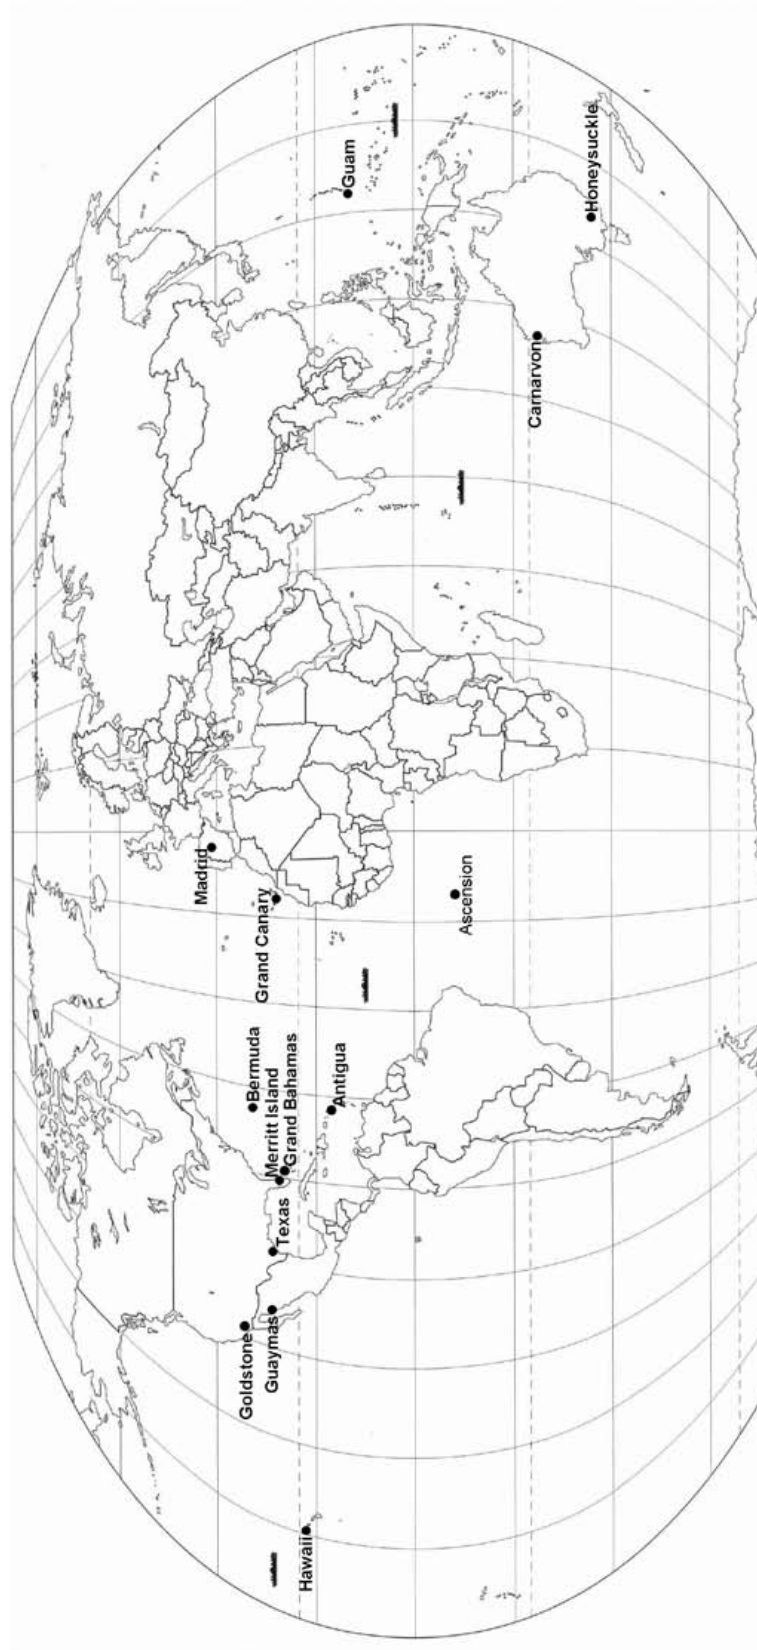 Hawaii
Goldstone
Guaymas
Texas
Merritt Island
Grand Bahamas
Bermuda
Antigua
Grand Canary
Madrid
Ascension
Carnarvon
Guam
Honeysuckle